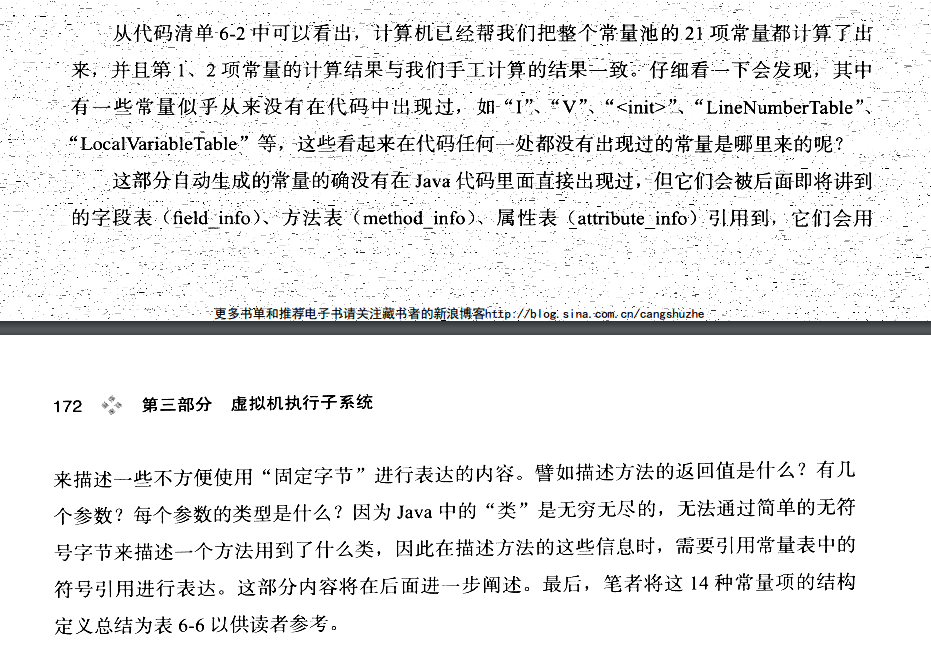 从代码清单 6-2 中可以看出，计算机已经帮我们把整个常量池的 21 项常量都计算了出
来，并且第 1、2 项常量的计算结果与我们手工计算的结果一致。仔细看一下会发现，其中
有一些常量似乎从来没有在代码中出现过，如“I”、“V”、“<init>”、“LineNumberTable”、
“LocalVariableTable”等，这些看起来在代码任何一处都没有出现过的常量是哪里来的呢？
这部分自动生成的常量的确没有在 Java 代码里面直接出现过，但它们会被后面即将讲到
的字段表（field_info）、方法表（method_info）、属性表（attribute_info）引用到，它们会用
更多书单和推荐电子书请关注藏书者的新浪博客http://blog.sina.com.cn/cangshuzhe
172 第三部分 虚拟机执行子系统
来描述一些不方便使用“固定字节”进行表达的内容。譬如描述方法的返回值是什么？有几
个参数？每个参数的类型是什么？因为 Java 中的“类”是无穷无尽的，无法通过简单的无符
号字节来描述一个方法用到了什么类，因此在描述方法的这些信息时，需要引用常量表中的
符号引用进行表达。这部分内容将在后面进一步阐述。最后，笔者将这 14 种常量项的结构
定义总结为表 6-6 以供读者参考。